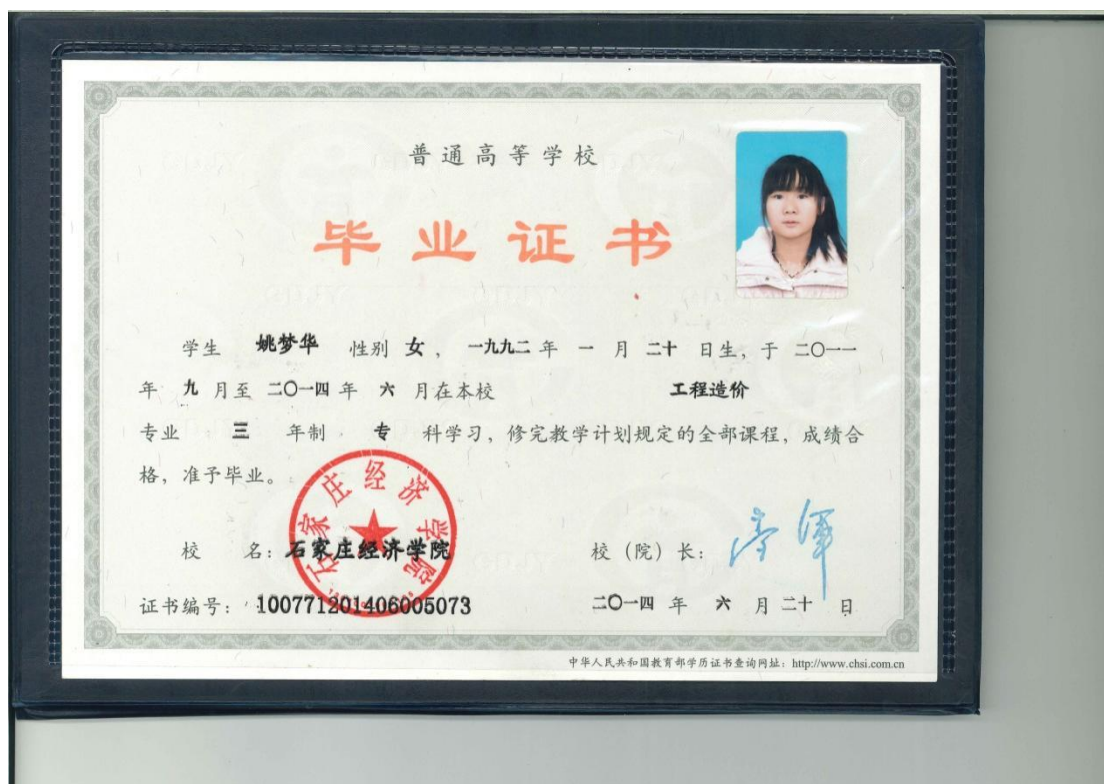 普通高等学校
毕业证书
学生 姚梦华 性别 女，一九九二 年 一 月 二十 日生，于 二〇一一
年 九 月至 二〇一四 年 六 月在本校 工程造价
专业 三 年制 专 科学习，修完教学计划规定的全部课程，成绩合
格，准予毕业。
石家庄经济学院
校 名：石家庄经济学院 校（院）长：
证书编号：100771201406005073 二〇一四 年 六 月 二十 日
中华人民共和国教育部学历证书查询网址：http://www.chsi.com.cn